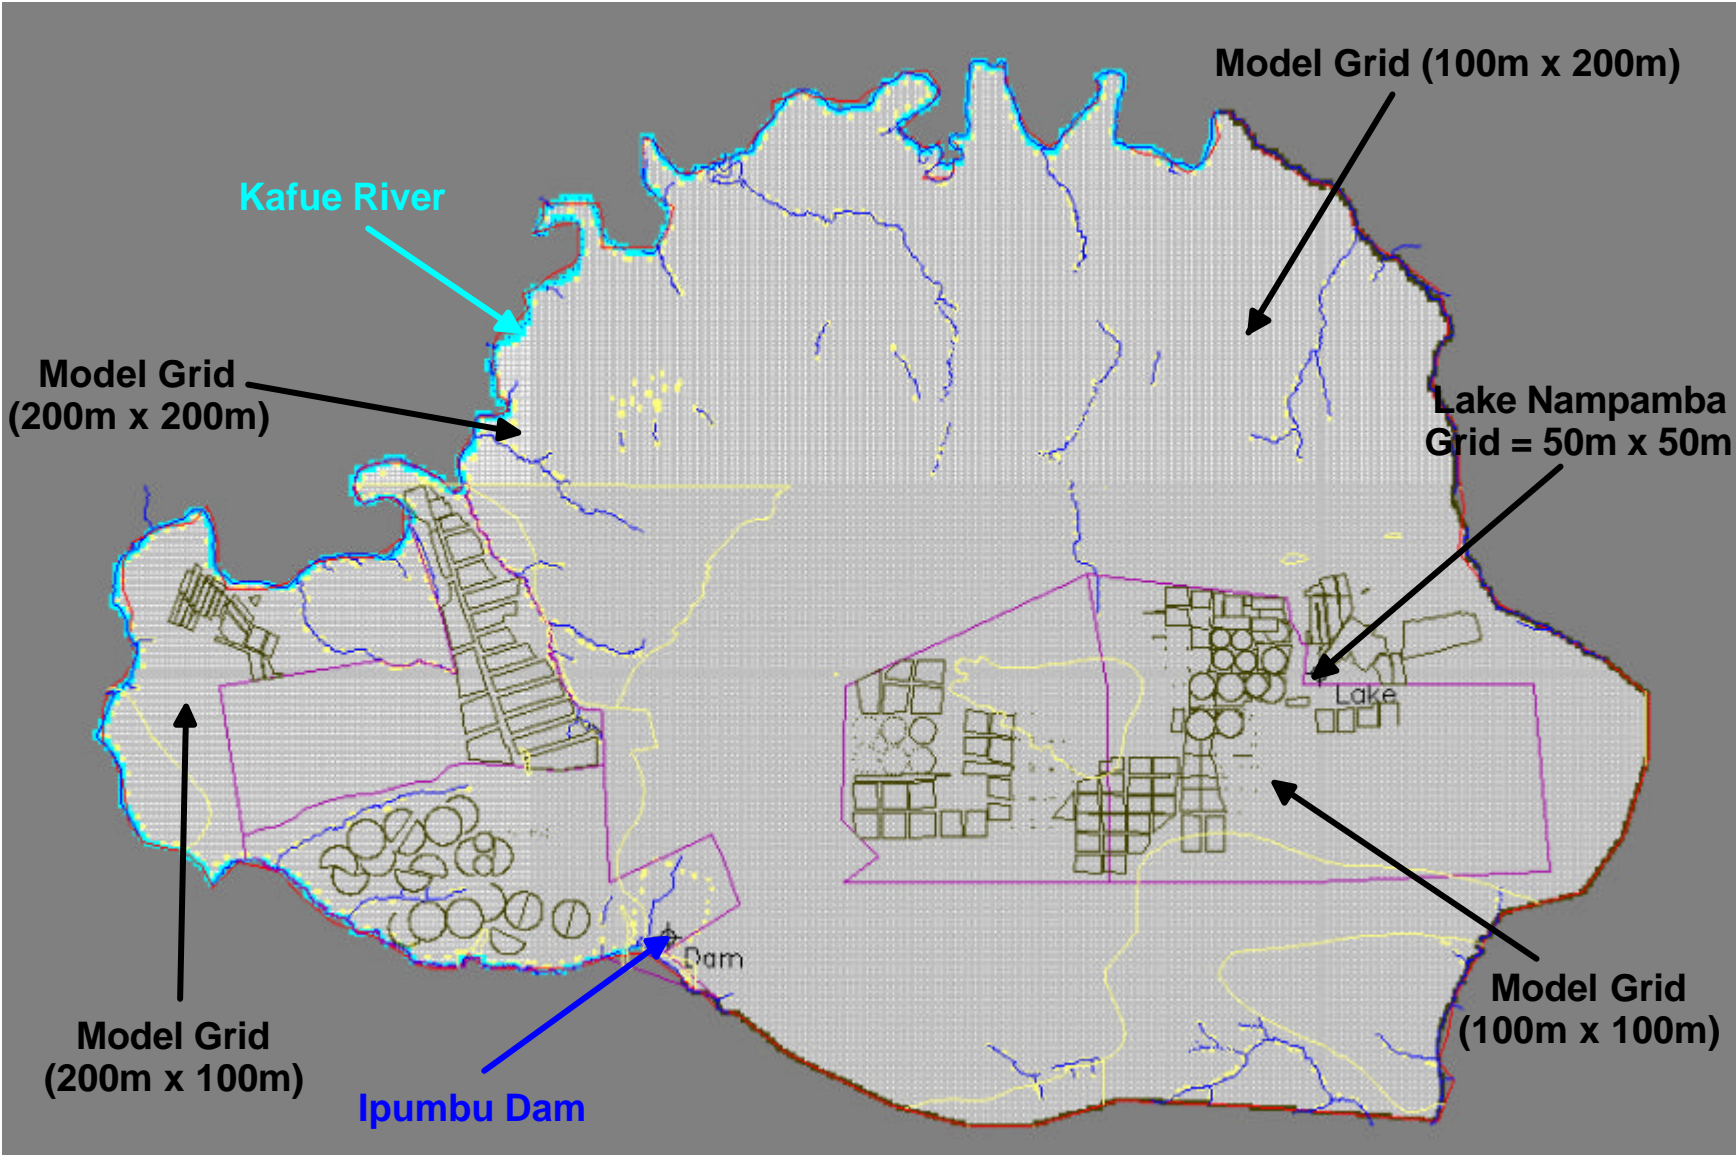 Model Grid (100m x 200m)
Kafue River
Model Grid
(200m x 200m)
Lake Nampamba
Grid = 50m x 50m
Lake
Dam
Model Grid
(100m x 100m)
Model Grid
(200m x 100m)
Ipumbu Dam